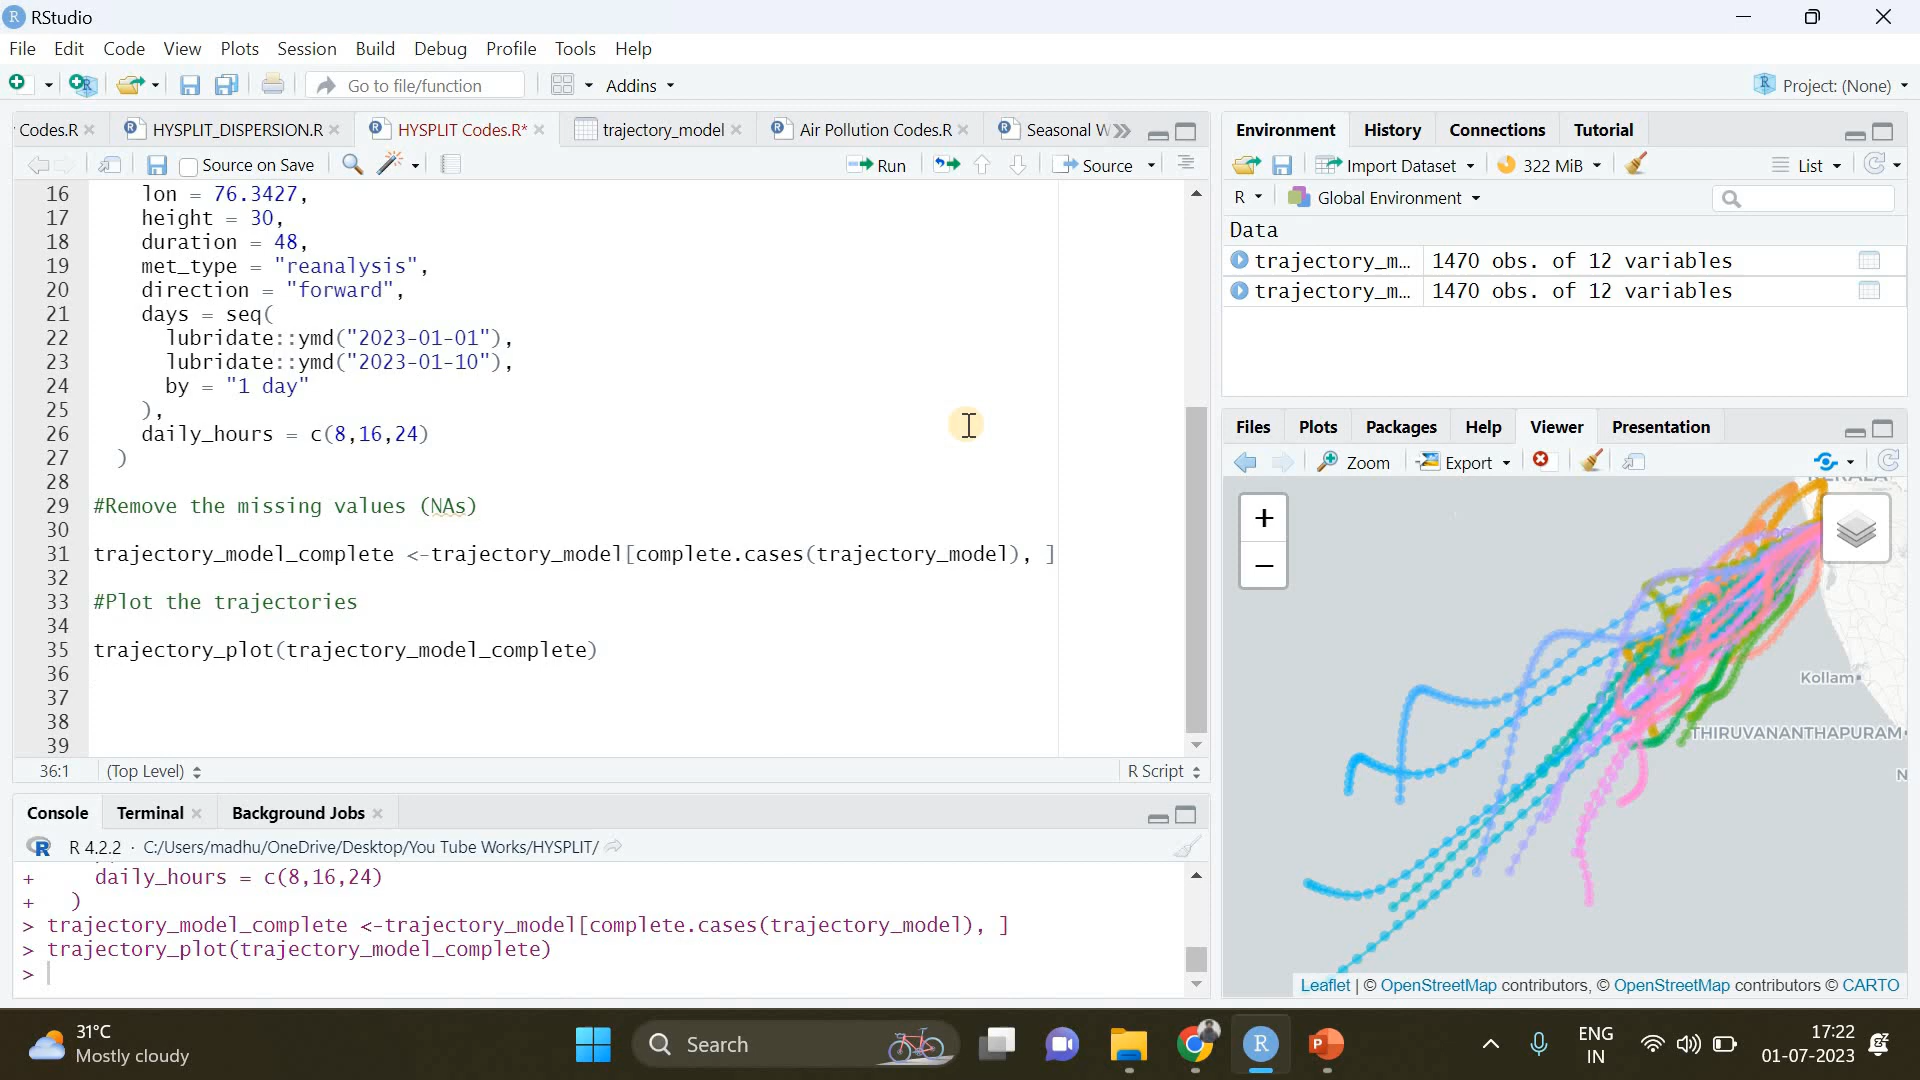 RStudio
File Edit Code View Plots Session Build Debug Profile Tools Help
Go to file/function Addins Project: (None)
Codes.R HYSPLIT_DISPERSION.R HYSPLIT Codes.R* trajectory_model Air Pollution Codes.R Seasonal W
Source on Save Run Source
16 lon = 76.3427,
17 height = 30,
18 duration = 48,
19 met_type = "reanalysis",
20 direction = "forward",
21 days = seq(
22 lubridate::ymd("2023-01-01"),
23 lubridate::ymd("2023-01-10"),
24 by = "1 day"
25 ),
26 daily_hours = c(8,16,24)
27 )
28
29 #Remove the missing values (NAs)
30
31 trajectory_model_complete <-trajectory_model[complete.cases(trajectory_model), ]
32
33 #Plot the trajectories
34
35 trajectory_plot(trajectory_model_complete)
36
37
38
39
36:1 (Top Level) R Script
Console Terminal Background Jobs
R 4.2.2 · C:/Users/madhu/OneDrive/Desktop/You Tube Works/HYSPLIT/
+ daily_hours = c(8,16,24)
+ )
> trajectory_model_complete <-trajectory_model[complete.cases(trajectory_model), ]
> trajectory_plot(trajectory_model_complete)
>
Environment History Connections Tutorial
Import Dataset 322 MiB List
R Global Environment
Data
trajectory_m... 1470 obs. of 12 variables
trajectory_m... 1470 obs. of 12 variables
Files Plots Packages Help Viewer Presentation
Zoom Export
+
−
KERALA
Kollam
THIRUVANANTHAPURAM
N
Leaflet | © OpenStreetMap contributors, © OpenStreetMap contributors © CARTO
31°C
Mostly cloudy
Search
ENG
IN
17:22
01-07-2023